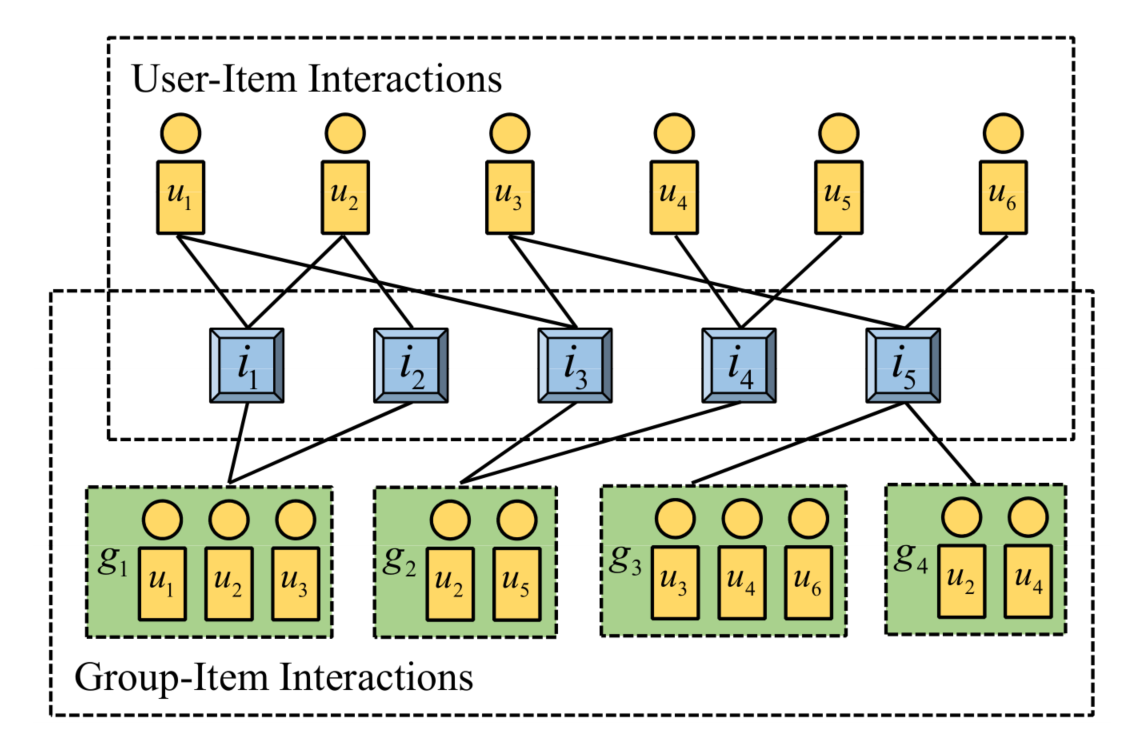 User-Item Interactions
u₁ u₂ u₃ u₄ u₅ u₆
i₁ i₂ i₃ i₄ i₅
g₁ u₁ u₂ u₃ g₂ u₂ u₅ g₃ u₃ u₄ u₆ g₄ u₂ u₄
Group-Item Interactions